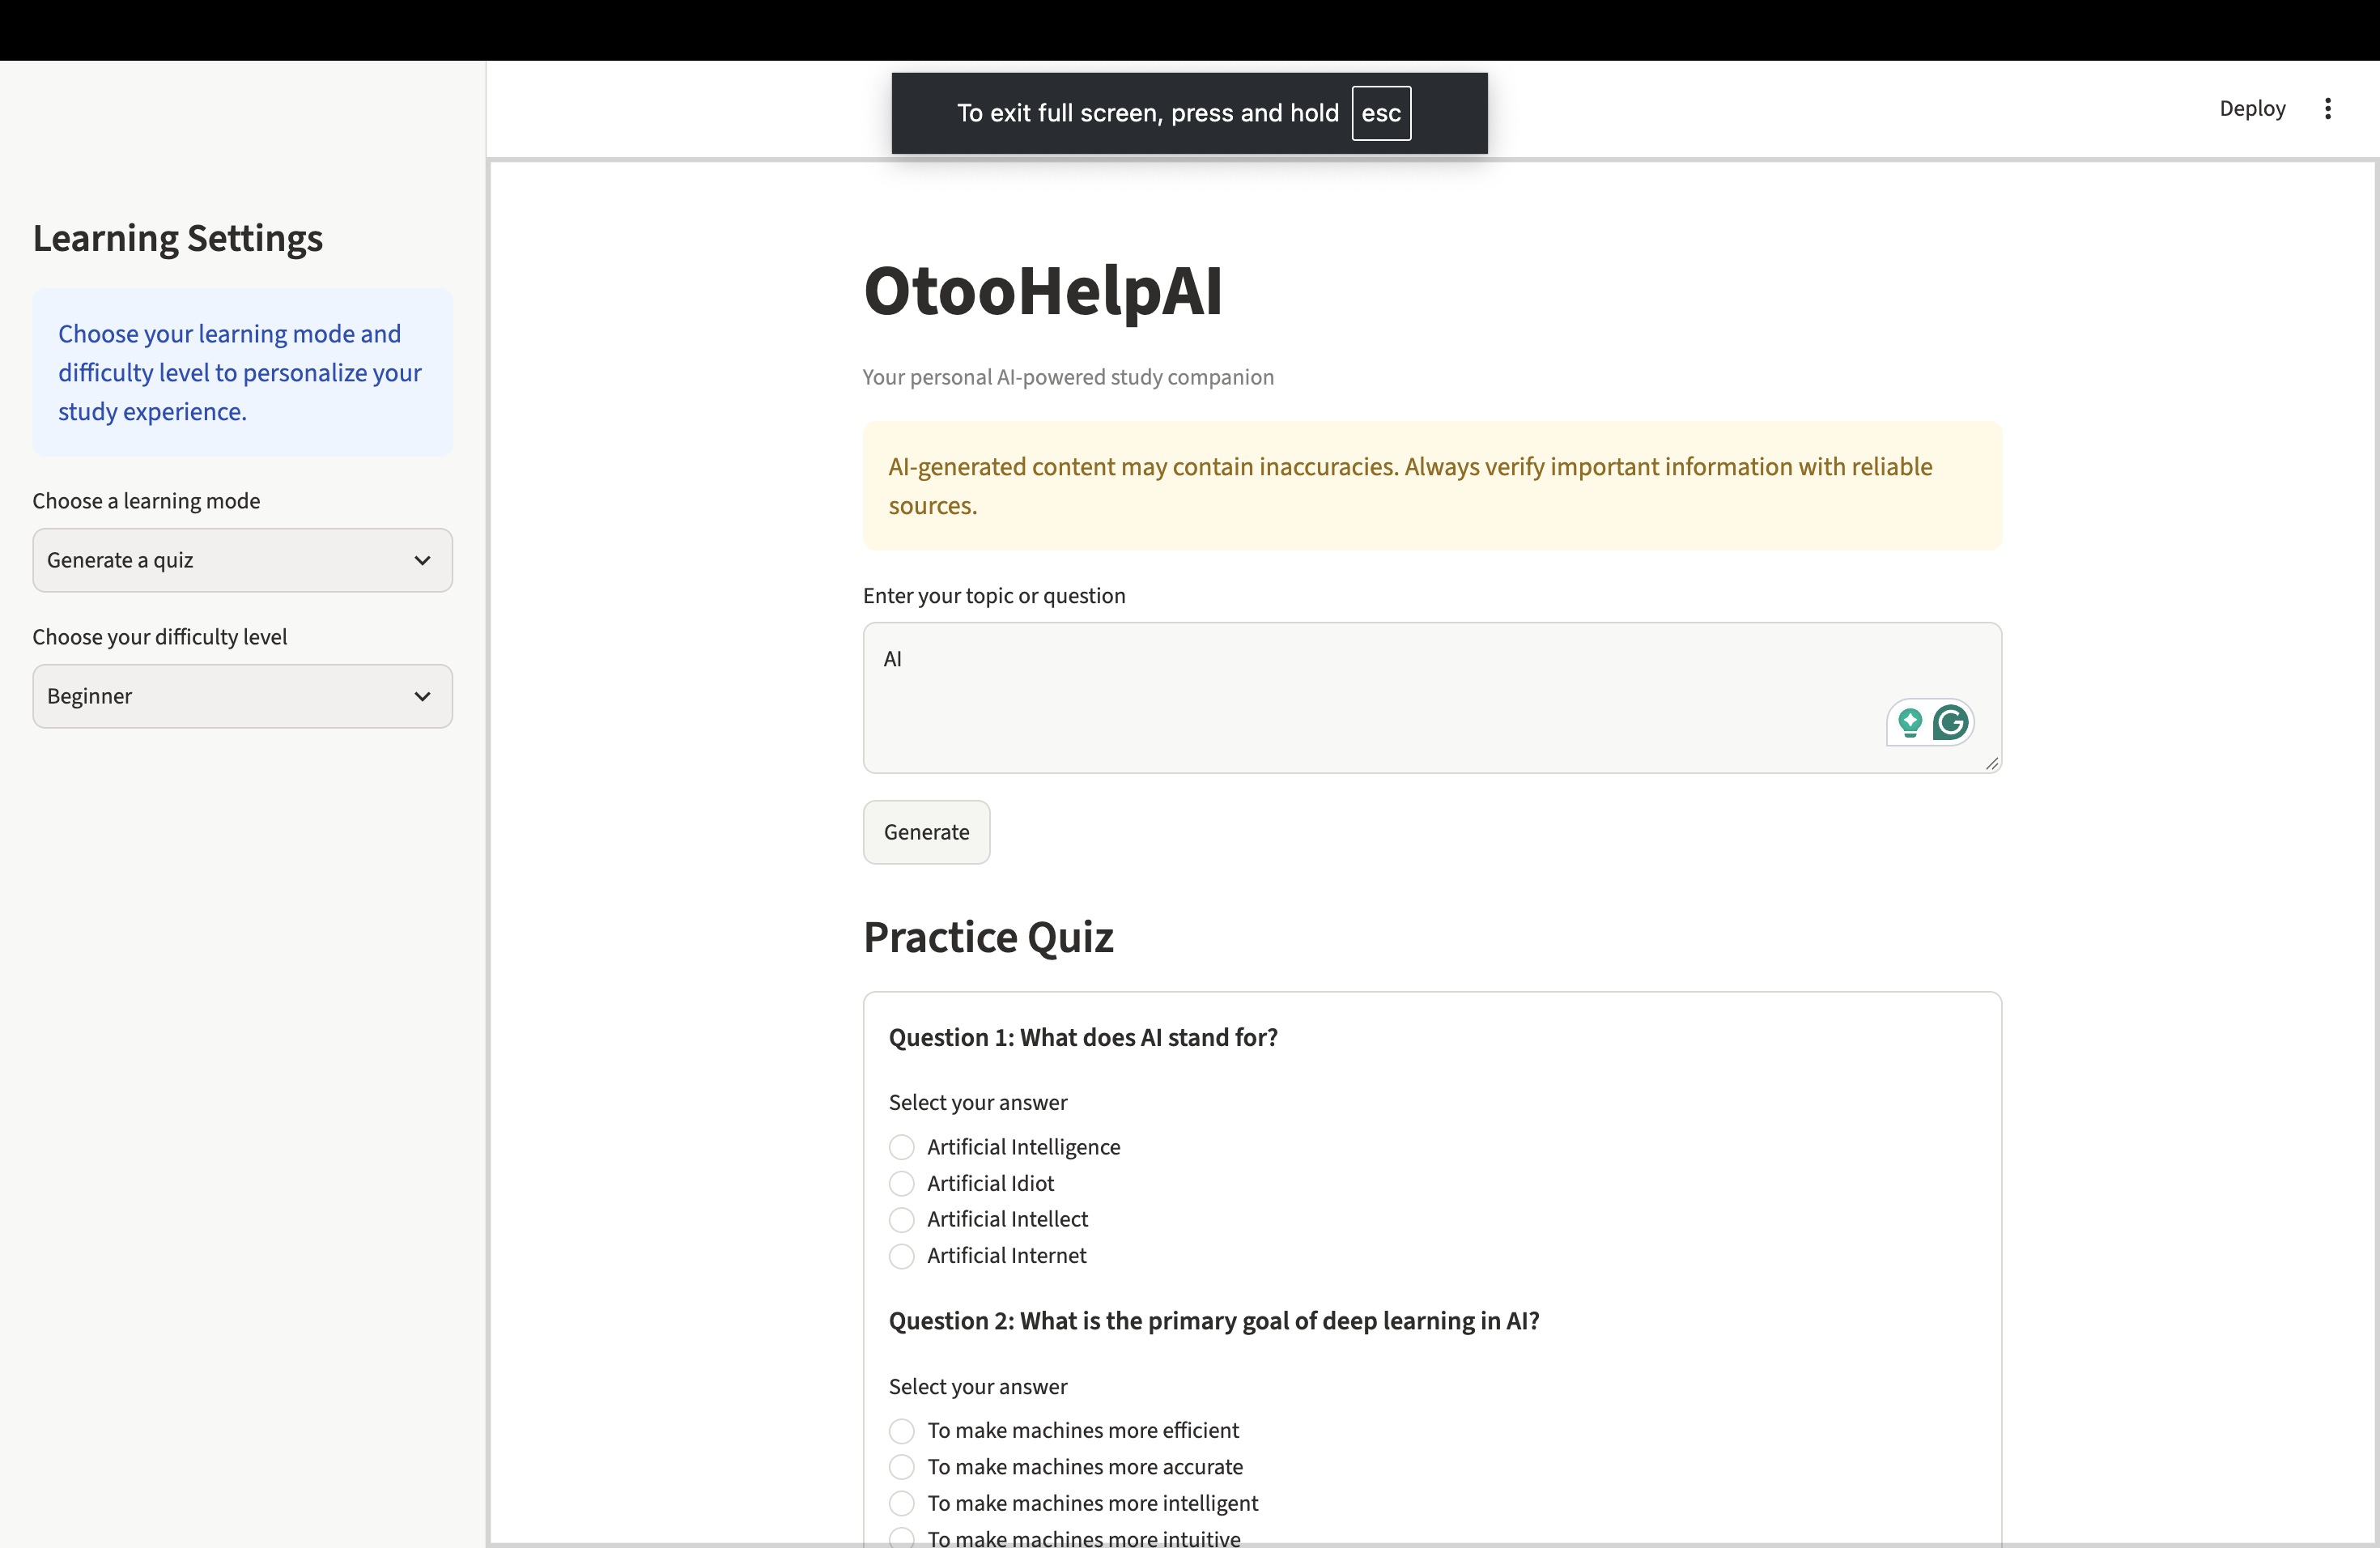 To exit full screen, press and hold esc
Deploy
Learning Settings
Choose your learning mode and
difficulty level to personalize your
study experience.
Choose a learning mode
Generate a quiz
Choose your difficulty level
Beginner
OtooHelpAI
Your personal AI-powered study companion
AI-generated content may contain inaccuracies. Always verify important information with reliable
sources.
Enter your topic or question
AI
Generate
Practice Quiz
Question 1: What does AI stand for?
Select your answer
Artificial Intelligence
Artificial Idiot
Artificial Intellect
Artificial Internet
Question 2: What is the primary goal of deep learning in AI?
Select your answer
To make machines more efficient
To make machines more accurate
To make machines more intelligent
To make machines more intuitive